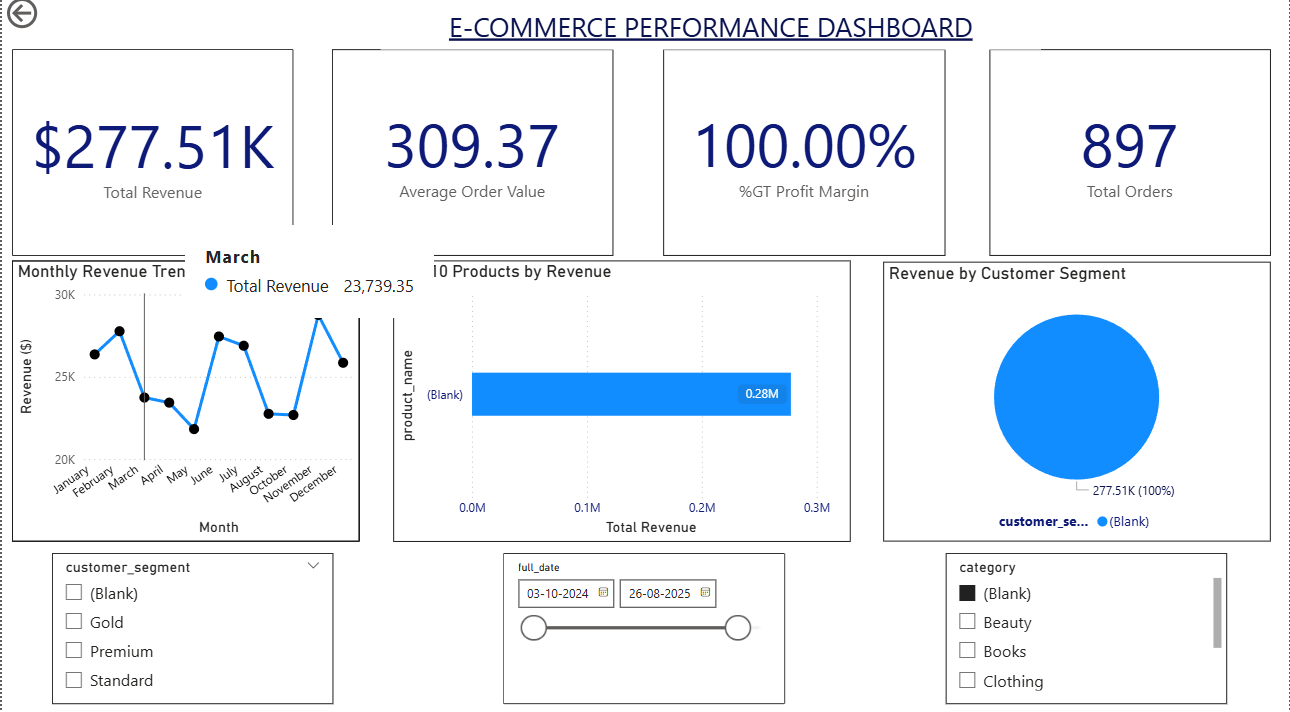 E-COMMERCE PERFORMANCE DASHBOARD
$277.51K
Total Revenue
309.37
Average Order Value
100.00%
%GT Profit Margin
897
Total Orders
Monthly Revenue Tren
March
Total Revenue 23,739.35
30K
25K
20K
Revenue ($)
January
February
March
April
May
June
July
August
October
November
December
Month
10 Products by Revenue
product_name
(Blank)
0.28M
0.0M
0.1M
0.2M
0.3M
Total Revenue
Revenue by Customer Segment
277.51K (100%)
customer_se... (Blank)
customer_segment
(Blank)
Gold
Premium
Standard
full_date
03-10-2024
26-08-2025
category
(Blank)
Beauty
Books
Clothing